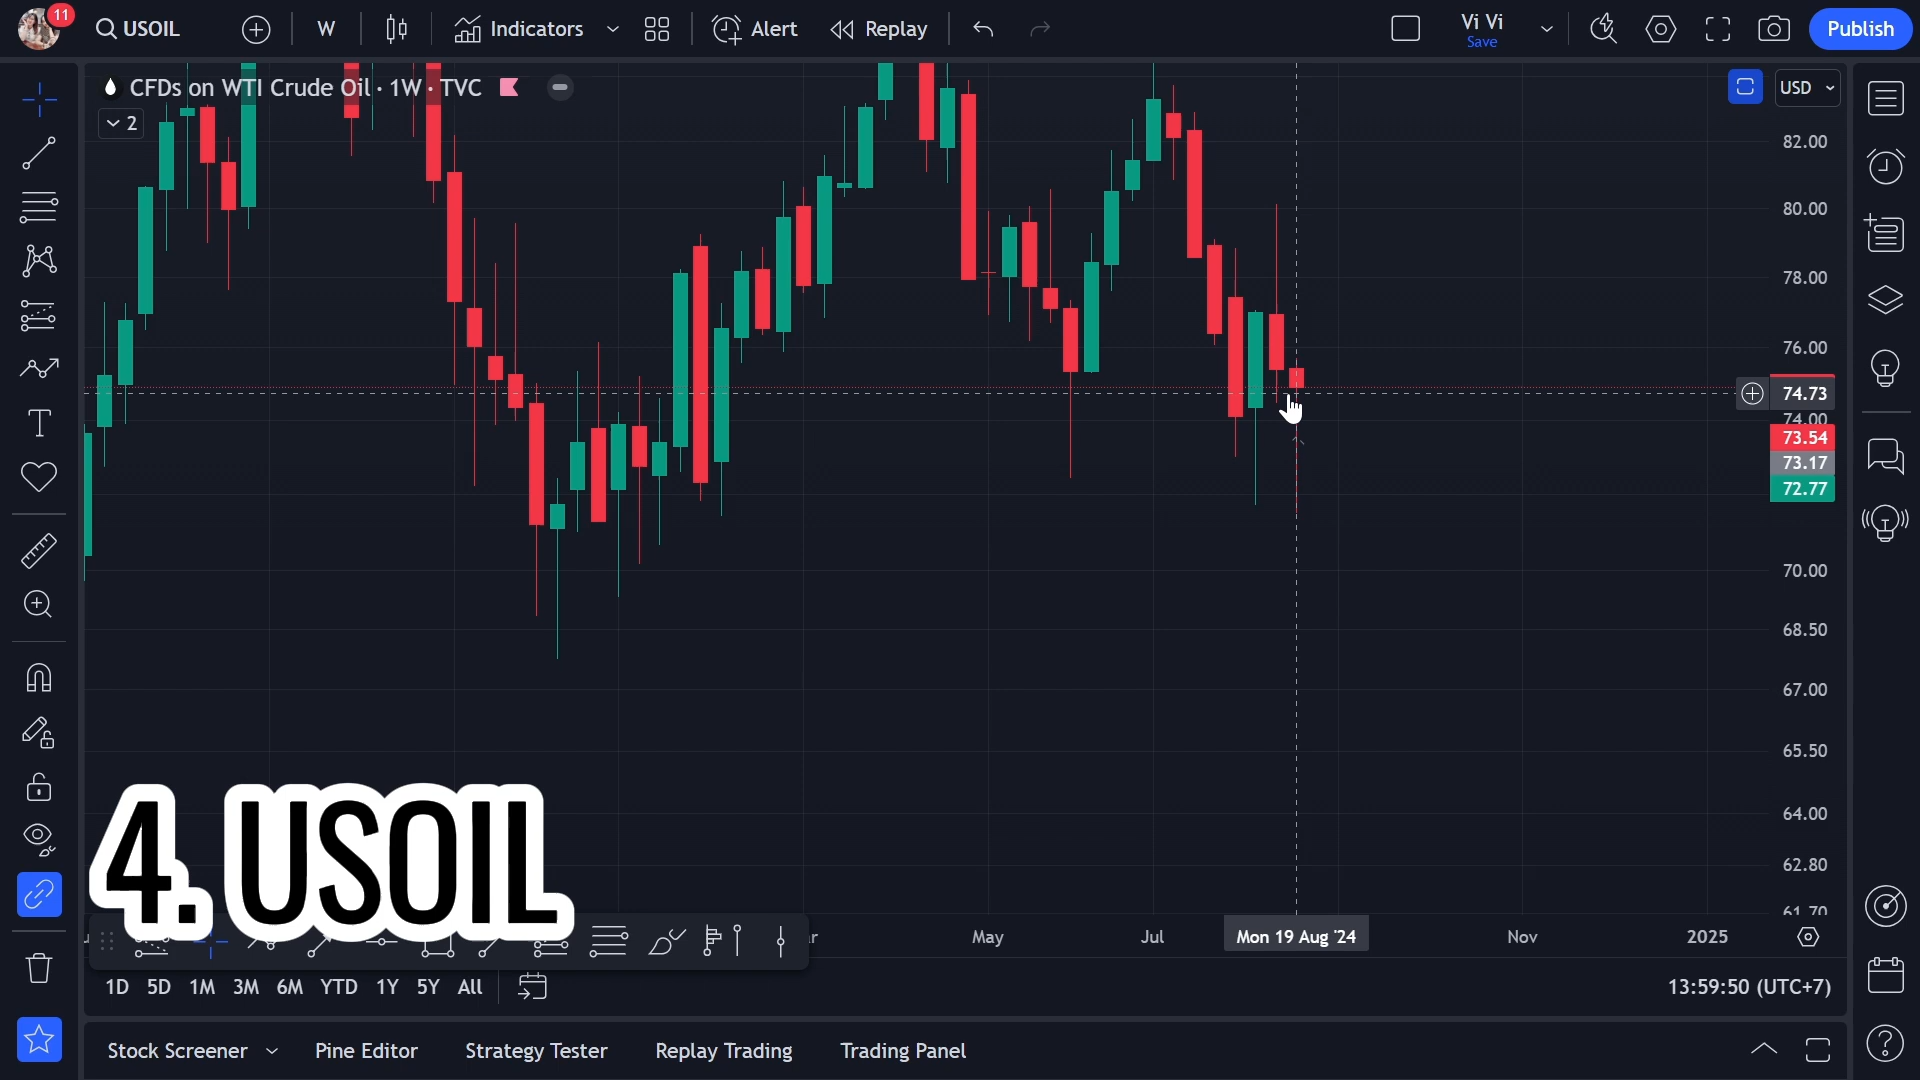 11
USOIL
W
Indicators
Alert
Replay
Vi Vi
Save
Publish
CFDs on WTI Crude Oil · 1W · TVC
2
USD
82.00
80.00
78.00
76.00
74.73
74.00
73.54
73.17
72.77
70.00
68.50
67.00
65.50
64.00
62.80
61.70
4. USOIL
May
Jul
Mon 19 Aug '24
Nov
2025
1D 5D 1M 3M 6M YTD 1Y 5Y All
13:59:50 (UTC+7)
Stock Screener
Pine Editor
Strategy Tester
Replay Trading
Trading Panel